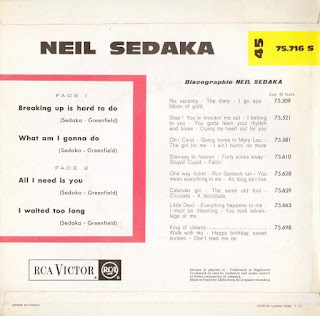 NEIL SEDAKA
45
75.716 S
FACE 1
Breaking up is hard to do
(Sedaka - Greenfield)
What am I gonna do
(Sedaka - Greenfield)
FACE 2
All I need is you
(Sedaka - Greenfield)
I waited too long
(Sedaka - Greenfield)
Discographie NEIL SEDAKA
Sup. 45 tours
No vacancy - The diary - I go ape -
Moon of gold
75.509
Stop ! You're knockin me out - I belong
to you - You gotta learn your rhythm
and blues - Crying my heart out for you
75.521
Oh ! Carol - Going home to Mary Lou -
The girl for me - I ain't hurtin no more
75.581
Stairway to heaven - Forty winks away -
Stupid Cupid - Fallin'
75.610
One way ticket - Run Samson run - You
mean everything to me - As long as I live
75.628
Calendar girl - The same old fool -
Circulate - A felicidade
75.639
Little Devil - Everything happens to me -
I must be dreaming - You took advan-
tage of me
75.663
King of clowns -
Walk with me - Happy birthday, sweet
sixteen - Don't lead me on
75.698
RCA VICTOR
RCA